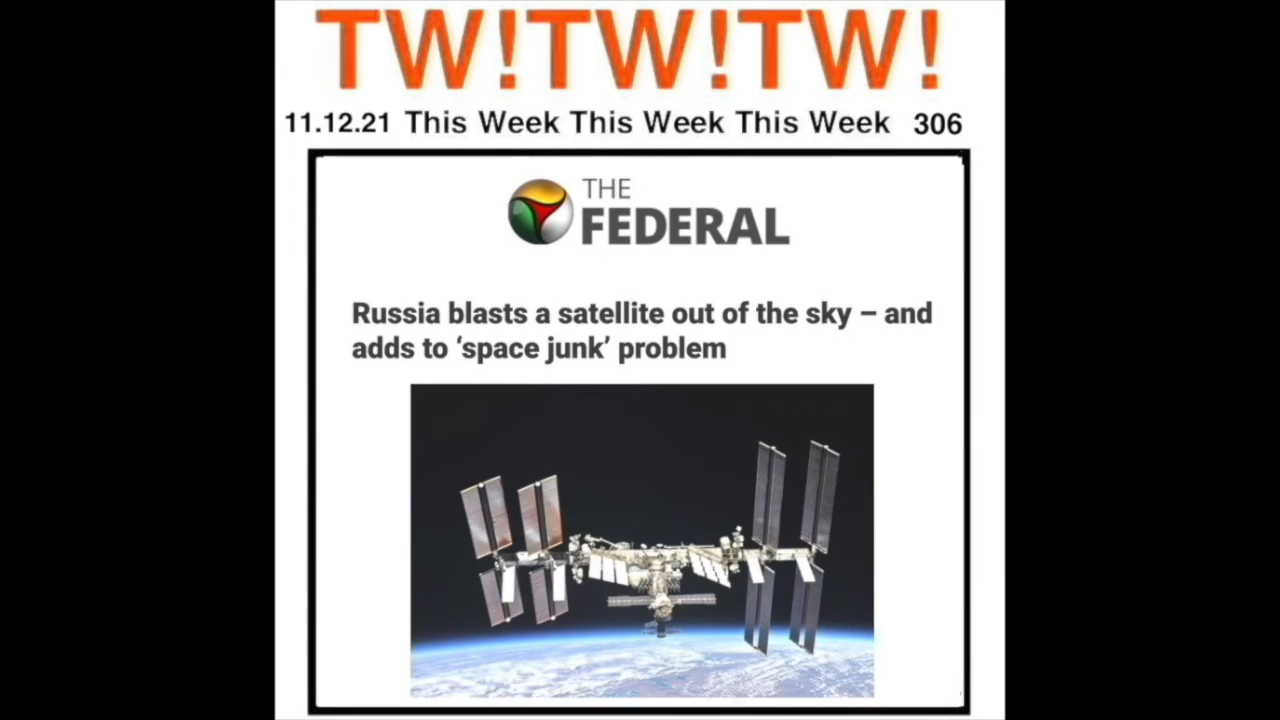 TW!TW!TW!
11.12.21 This Week This Week This Week 306
THE
FEDERAL
Russia blasts a satellite out of the sky – and
adds to ‘space junk’ problem